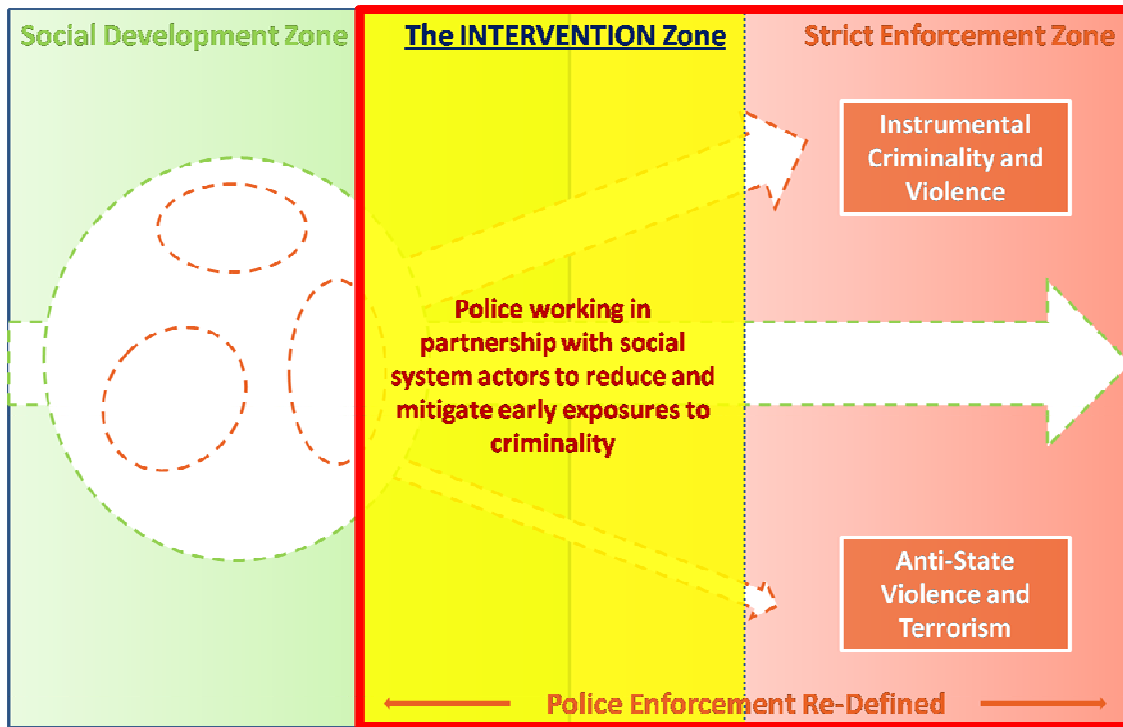 Social Development Zone
The INTERVENTION Zone
Strict Enforcement Zone
Instrumental
Criminality and
Violence
Police working in
partnership with social
system actors to reduce and
mitigate early exposures to
criminality
Anti-State
Violence and
Terrorism
Police Enforcement Re-Defined